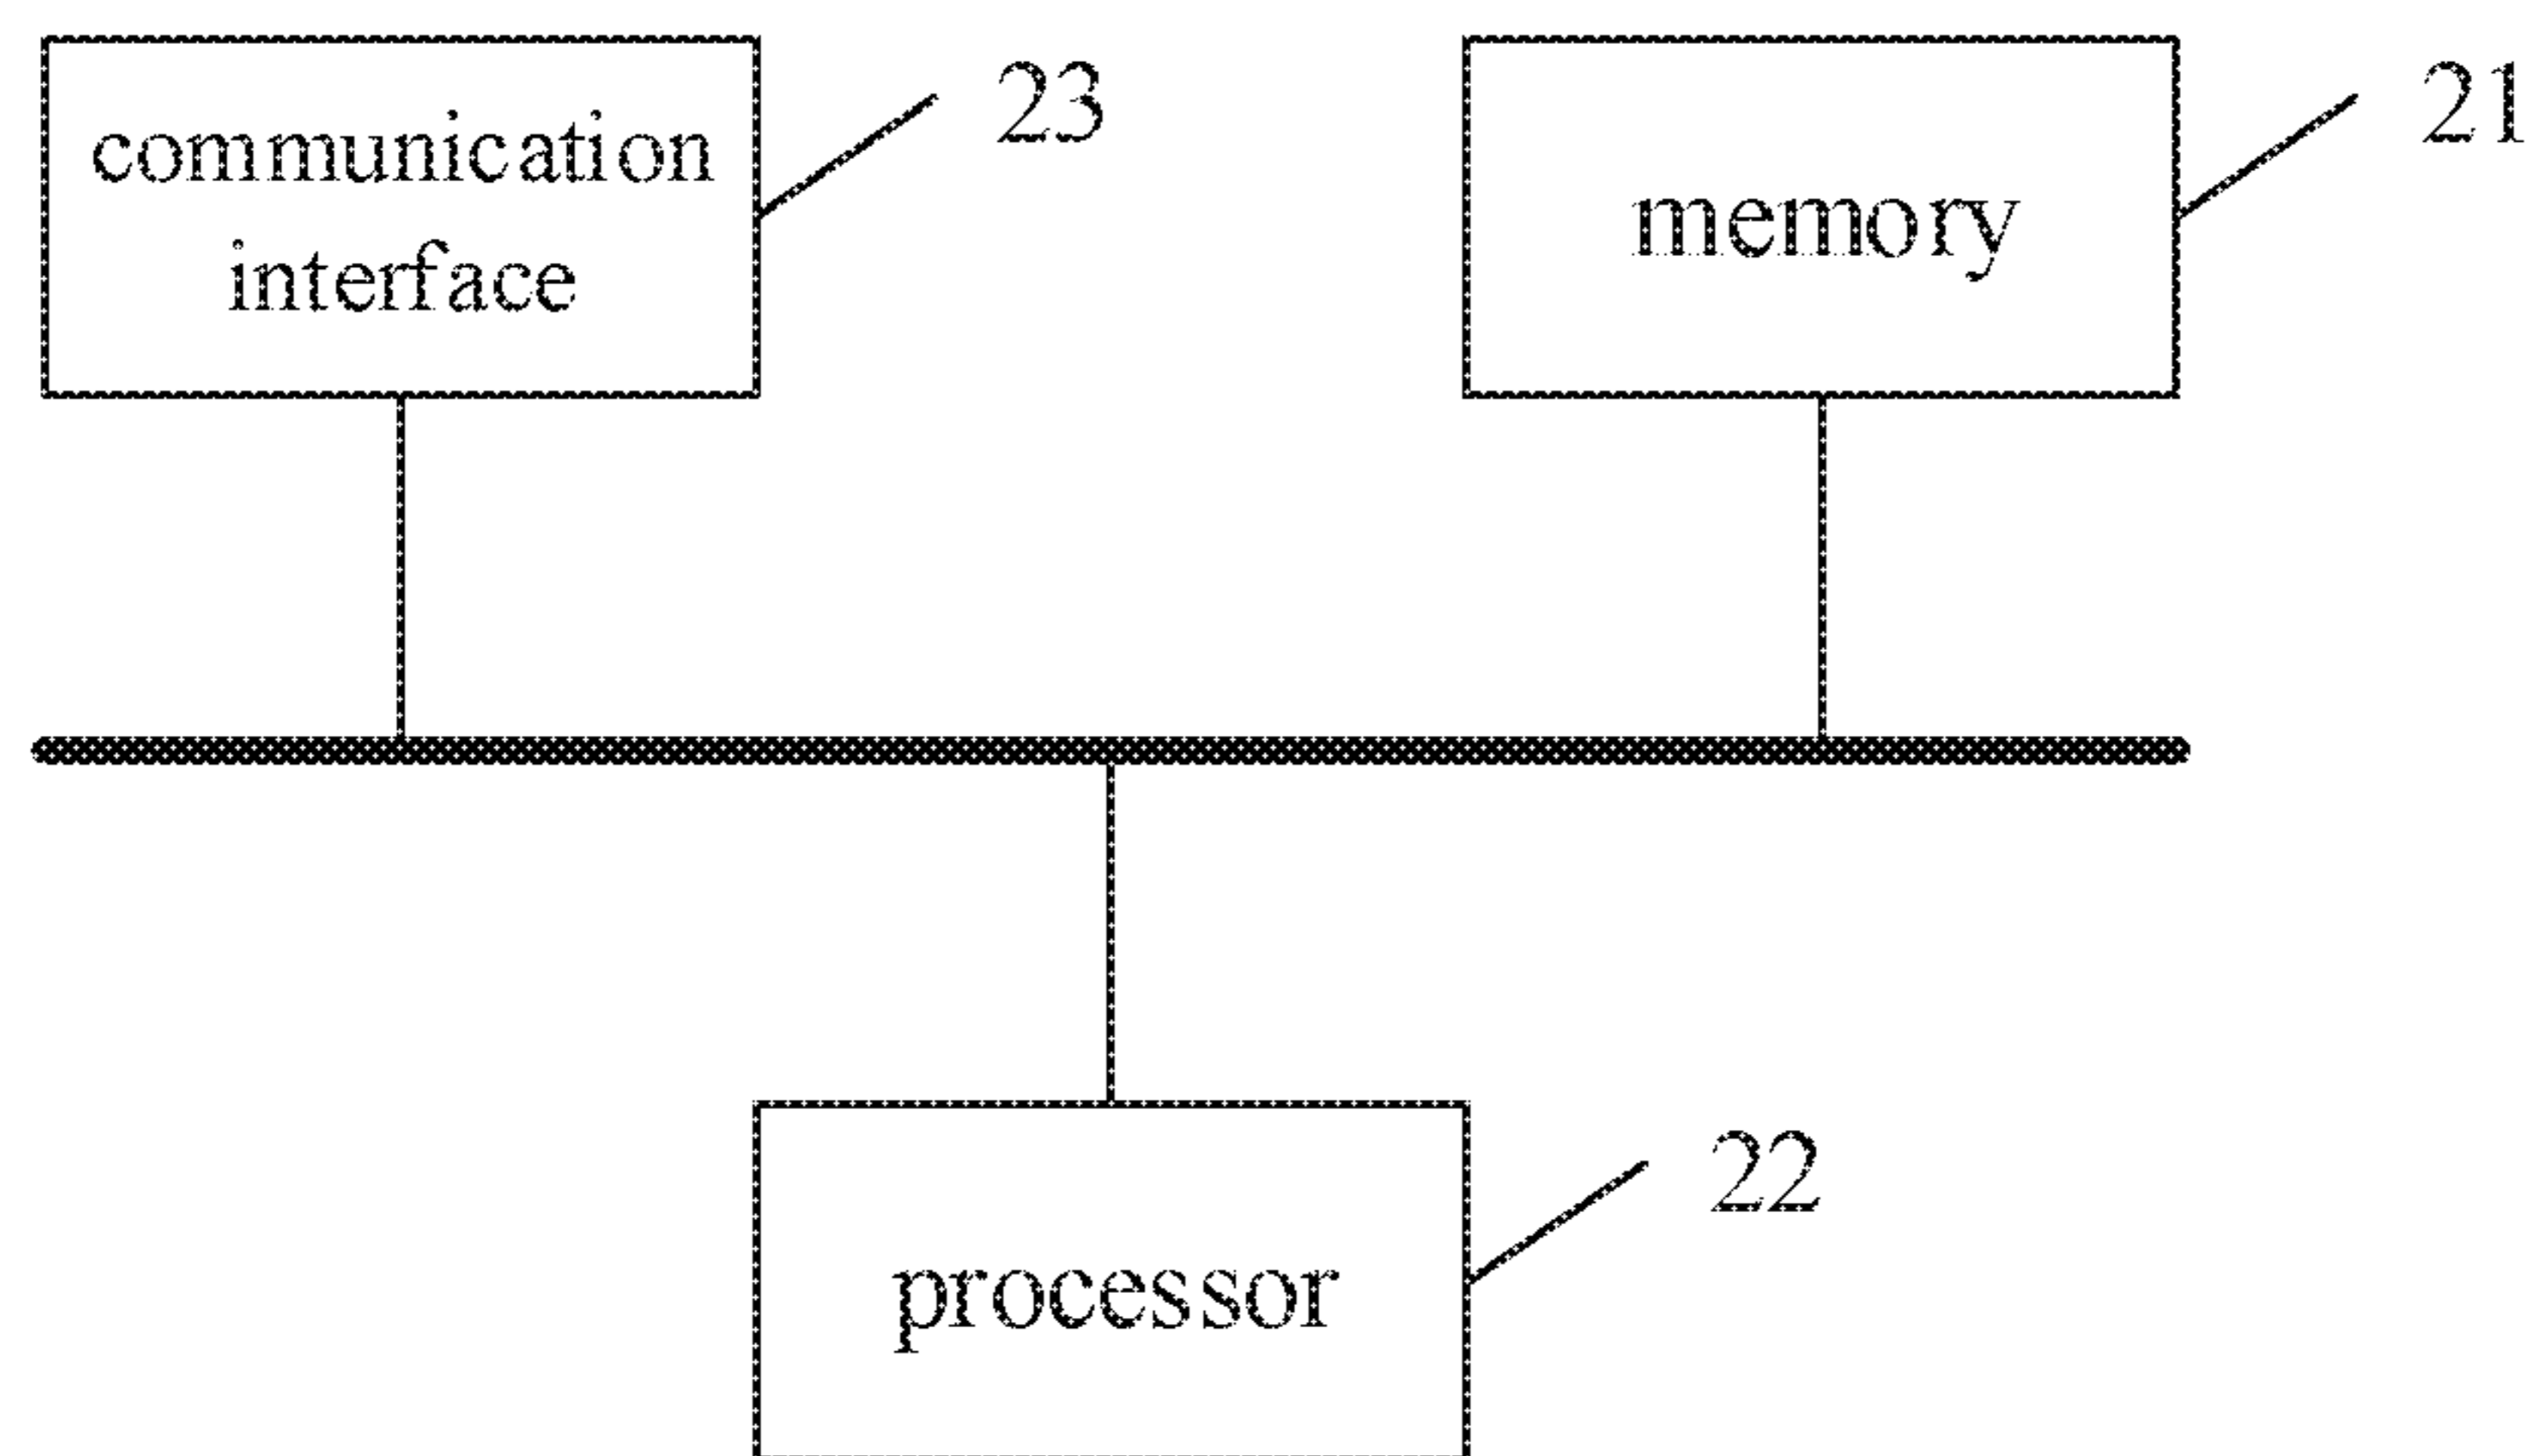 communication
interface
23
memory
21
processor
22